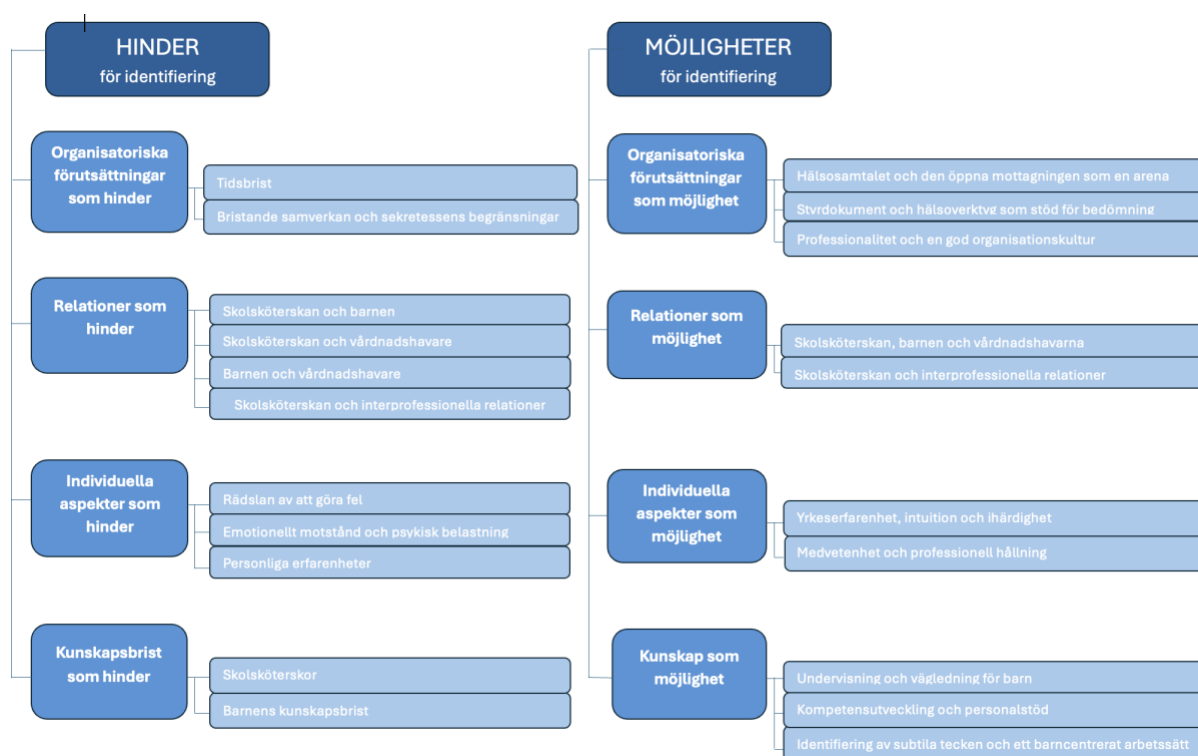 HINDER
för identifiering
Organisatoriska
förutsättningar
som hinder
Tidsbrist
Bristande samverkan och sekretessens begränsningar
Relationer som
hinder
Skolsköterskan och barnen
Skolsköterskan och vårdnadshavare
Barnen och vårdnadshavare
Skolsköterskan och interprofessionella relationer
Individuella
aspekter som
hinder
Rädslan av att göra fel
Emotionellt motstånd och psykisk belastning
Personliga erfarenheter
Kunskapsbrist
som hinder
Skolsköterskor
Barnens kunskapsbrist
MÖJLIGHETER
för identifiering
Organisatoriska
förutsättningar
som möjlighet
Hälsosamtalet och den öppna mottagningen som en arena
Styrdokument och hälsoverktyg som stöd för bedömning
Professionalitet och en god organisationskultur
Relationer som
möjlighet
Skolsköterskan, barnen och vårdnadshavarna
Skolsköterskan och interprofessionella relationer
Individuella
aspekter som
möjlighet
Yrkeserfarenhet, intuition och ihärdighet
Medvetenhet och professionell hållning
Kunskap som
möjlighet
Undervisning och vägledning för barn
Kompetensutveckling och personalstöd
Identifiering av subtila tecken och ett barncentrerat arbetssätt